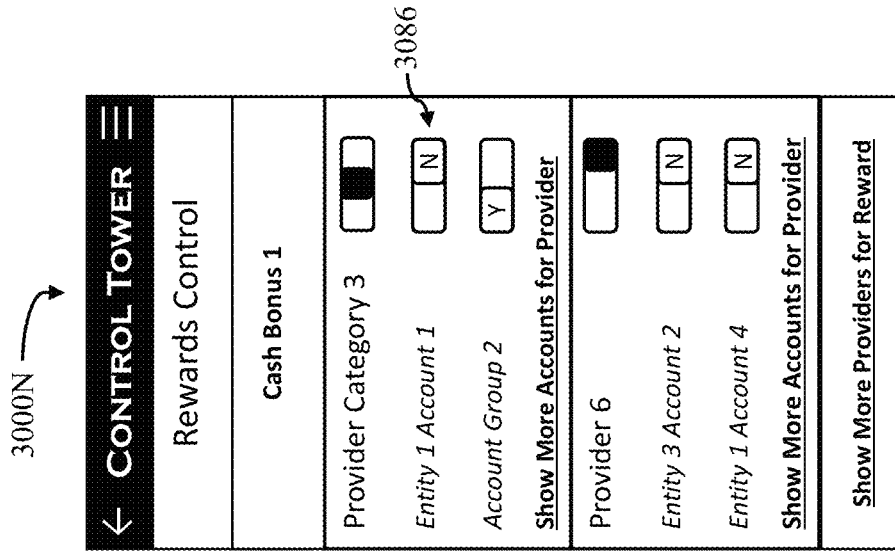 3000N
← CONTROL TOWER
Rewards Control
Cash Bonus 1
Provider Category 3
Entity 1 Account 1 N
3086
Account Group 2 Y
Show More Accounts for Provider
Provider 6
Entity 3 Account 2 N
Entity 1 Account 4 N
Show More Accounts for Provider
Show More Providers for Reward